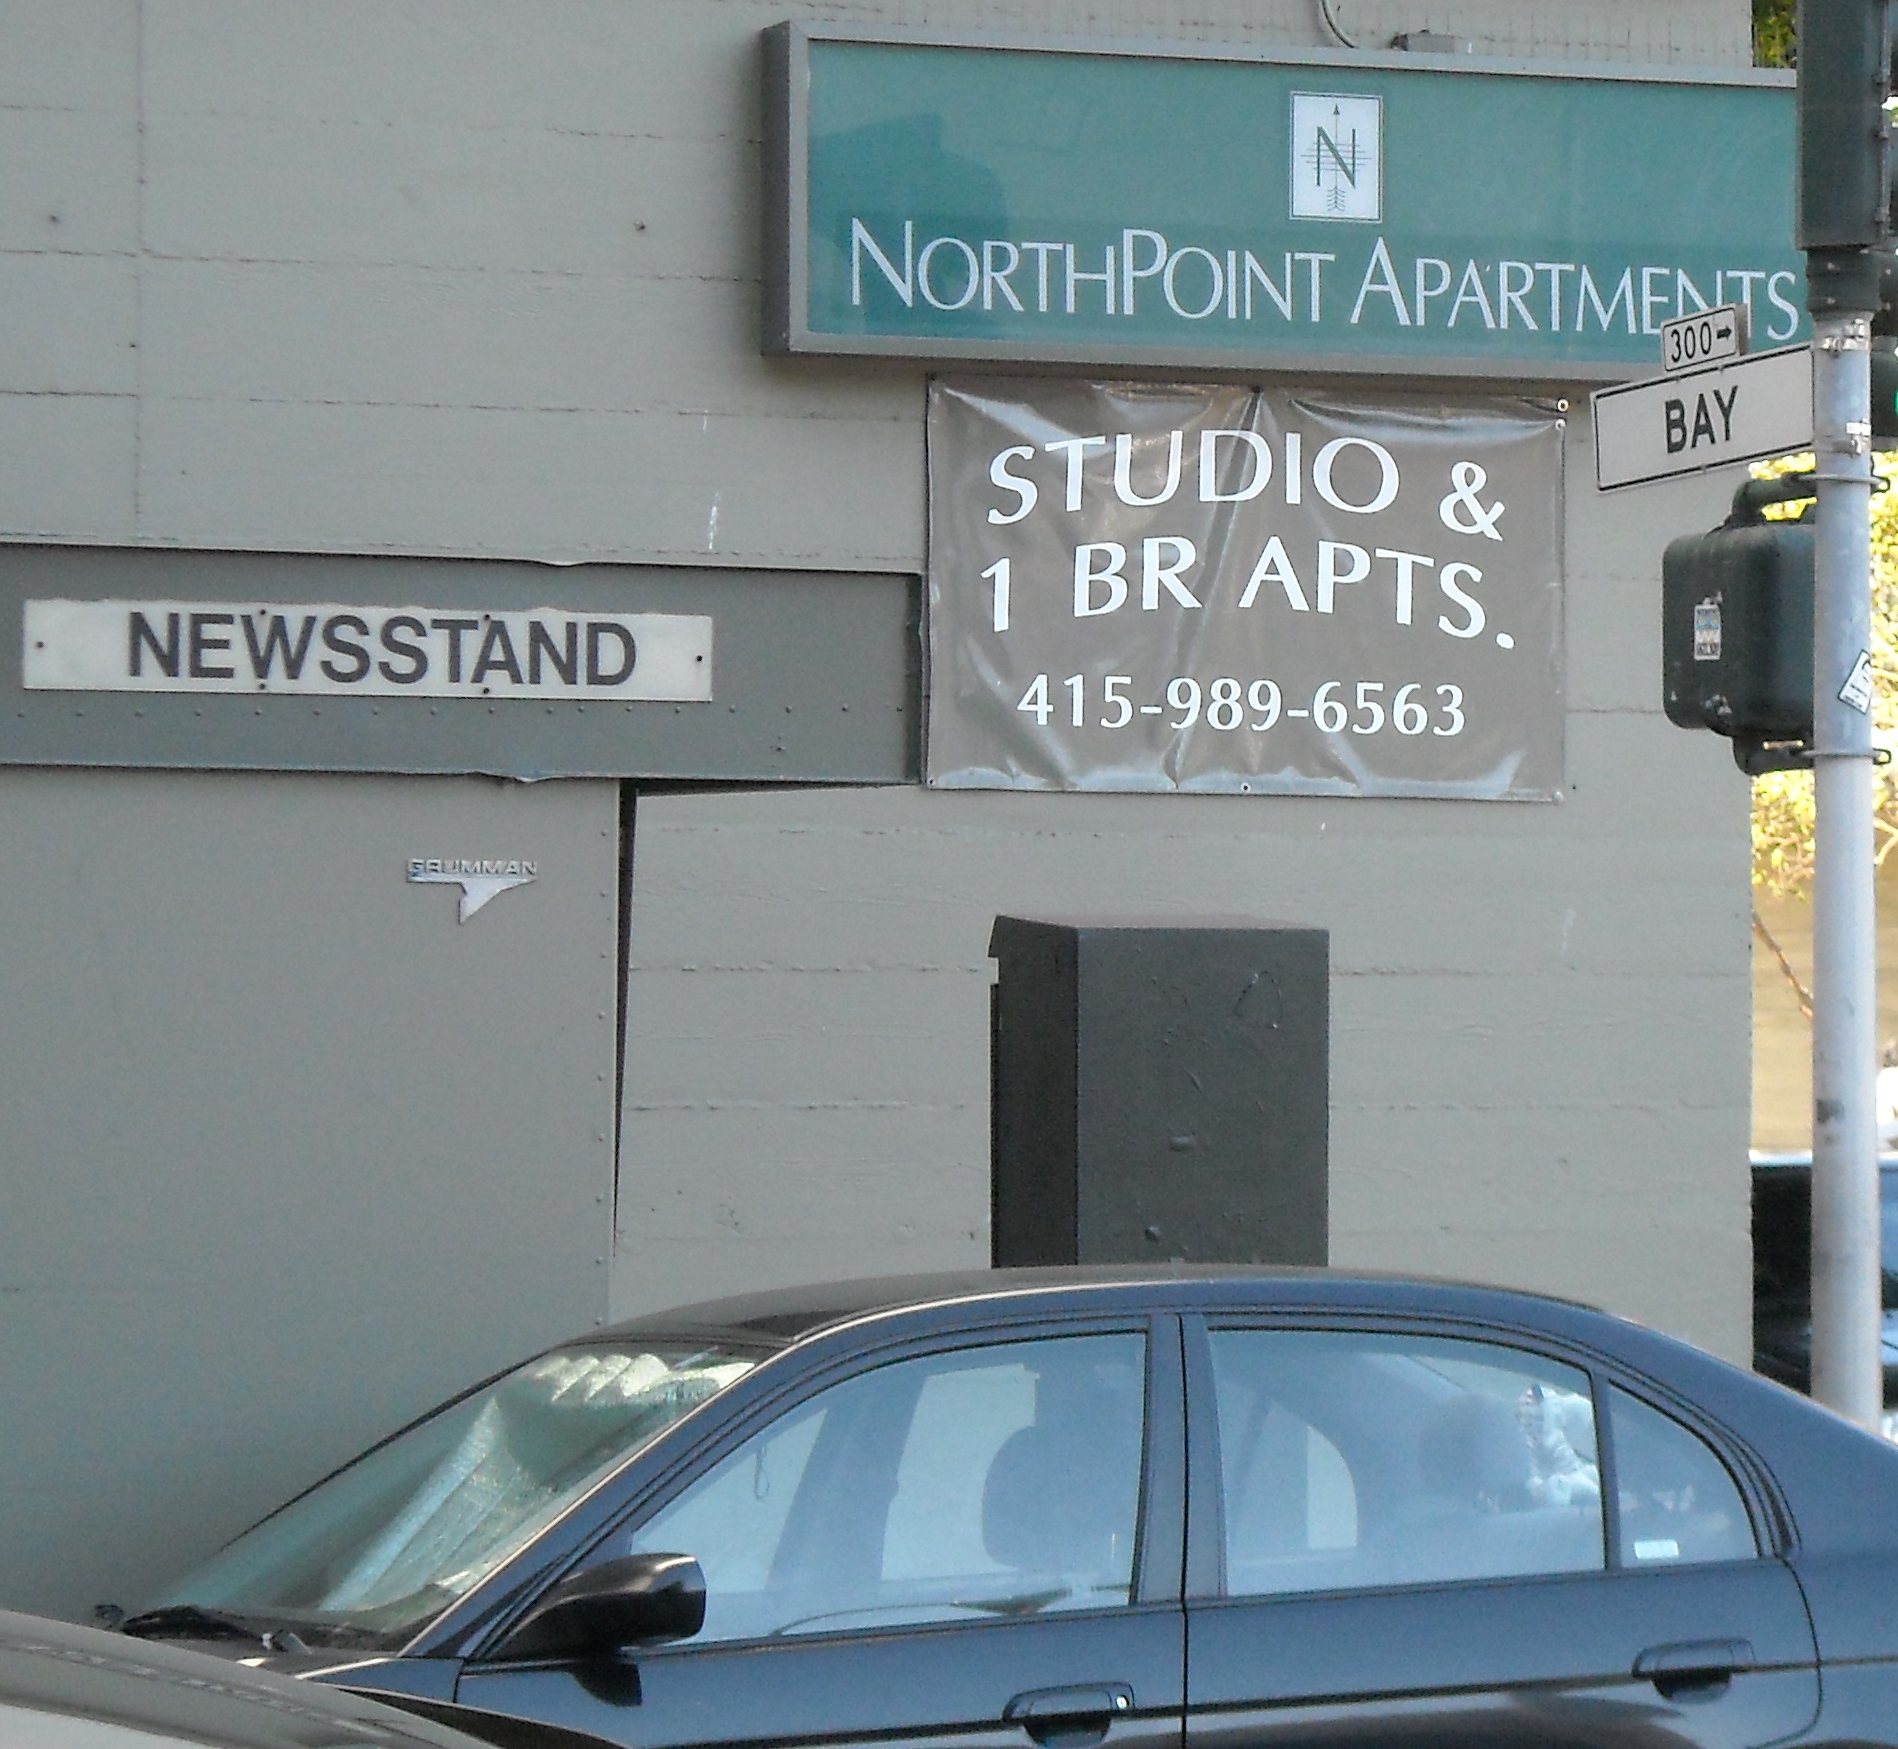 N
NORTHPOINT APARTMENTS
300→
BAY
STUDIO &
1 BR APTS.
415-989-6563
NEWSSTAND
GRUMMAN